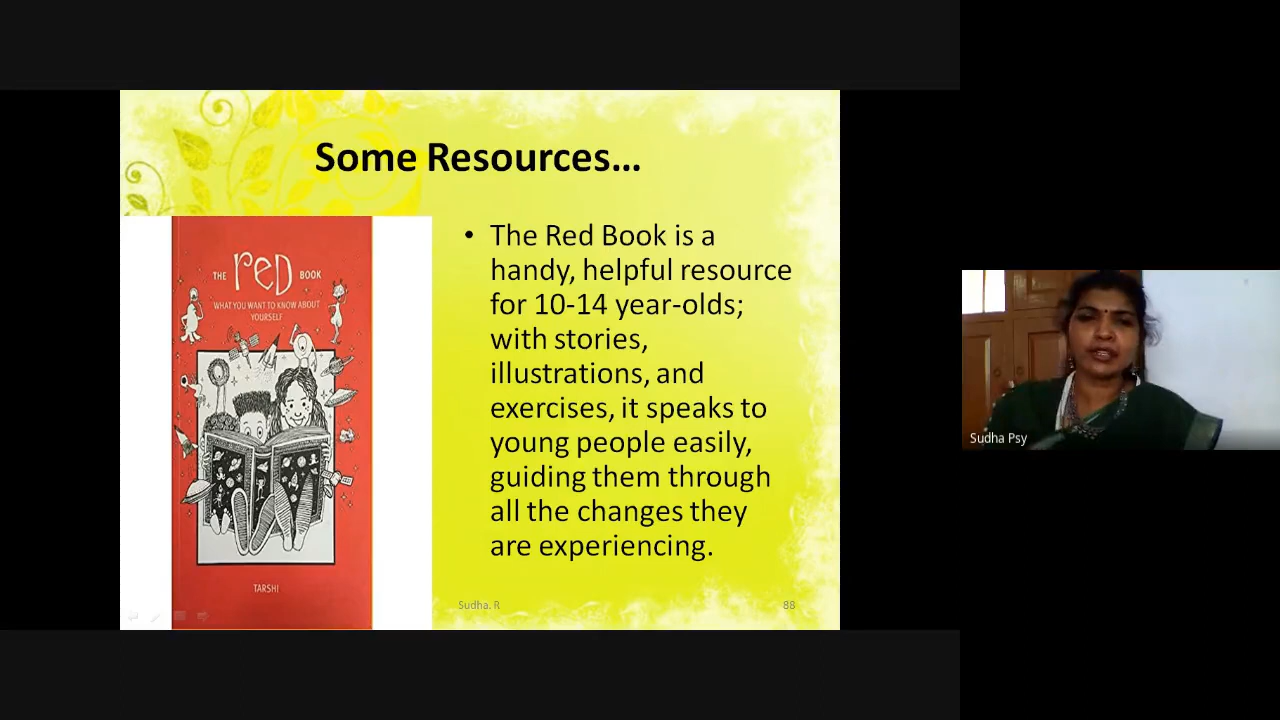 Some Resources...
THE red BOOK
WHAT YOU WANT TO KNOW ABOUT
YOURSELF
TARSHI
• The Red Book is a
handy, helpful resource
for 10-14 year-olds;
with stories,
illustrations, and
exercises, it speaks to
young people easily,
guiding them through
all the changes they
are experiencing.
Sudha. R
88
Sudha Psy